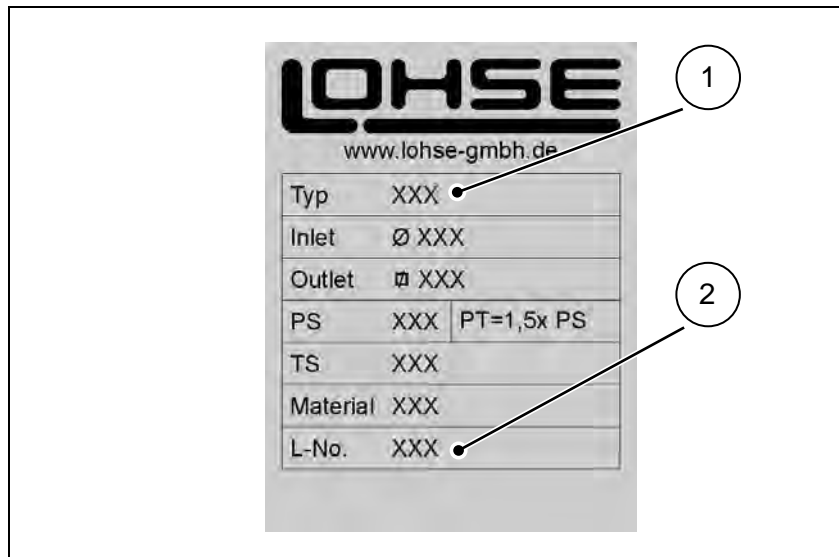 LOHSE
1
www.lohse-gmbh.de
Typ XXX
Inlet Ø XXX
Outlet ⌑ XXX
2
PS XXX PT=1,5x PS
TS XXX
Material XXX
L-No. XXX